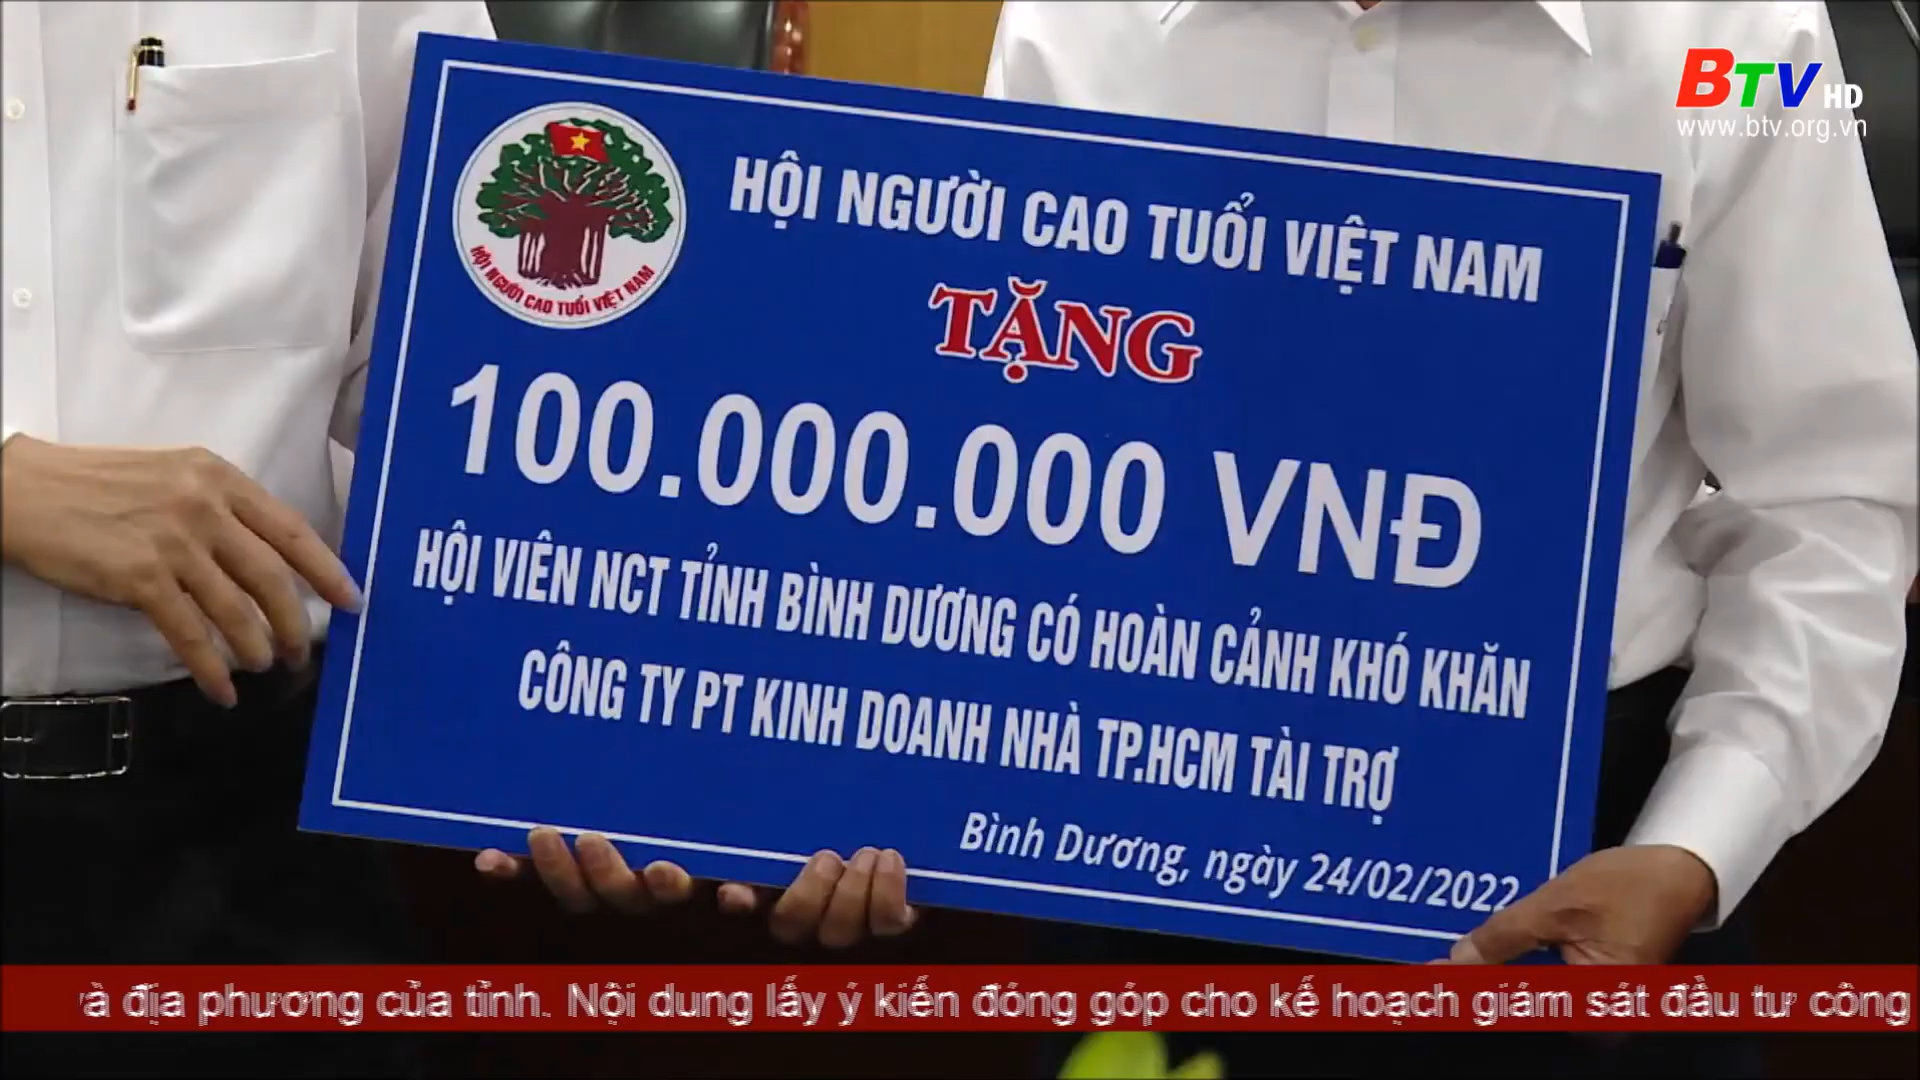 BTV HD
www.btv.org.vn
HỘI NGƯỜI CAO TUỔI VIỆT NAM
HỘI NGƯỜI CAO TUỔI VIỆT NAM
TẶNG
100.000.000 VNĐ
HỘI VIÊN NCT TỈNH BÌNH DƯƠNG CÓ HOÀN CẢNH KHÓ KHĂN
CÔNG TY PT KINH DOANH NHÀ TP.HCM TÀI TRỢ
Bình Dương, ngày 24/02/2022
và địa phương của tỉnh. Nội dung lấy ý kiến đóng góp cho kế hoạch giám sát đầu tư công